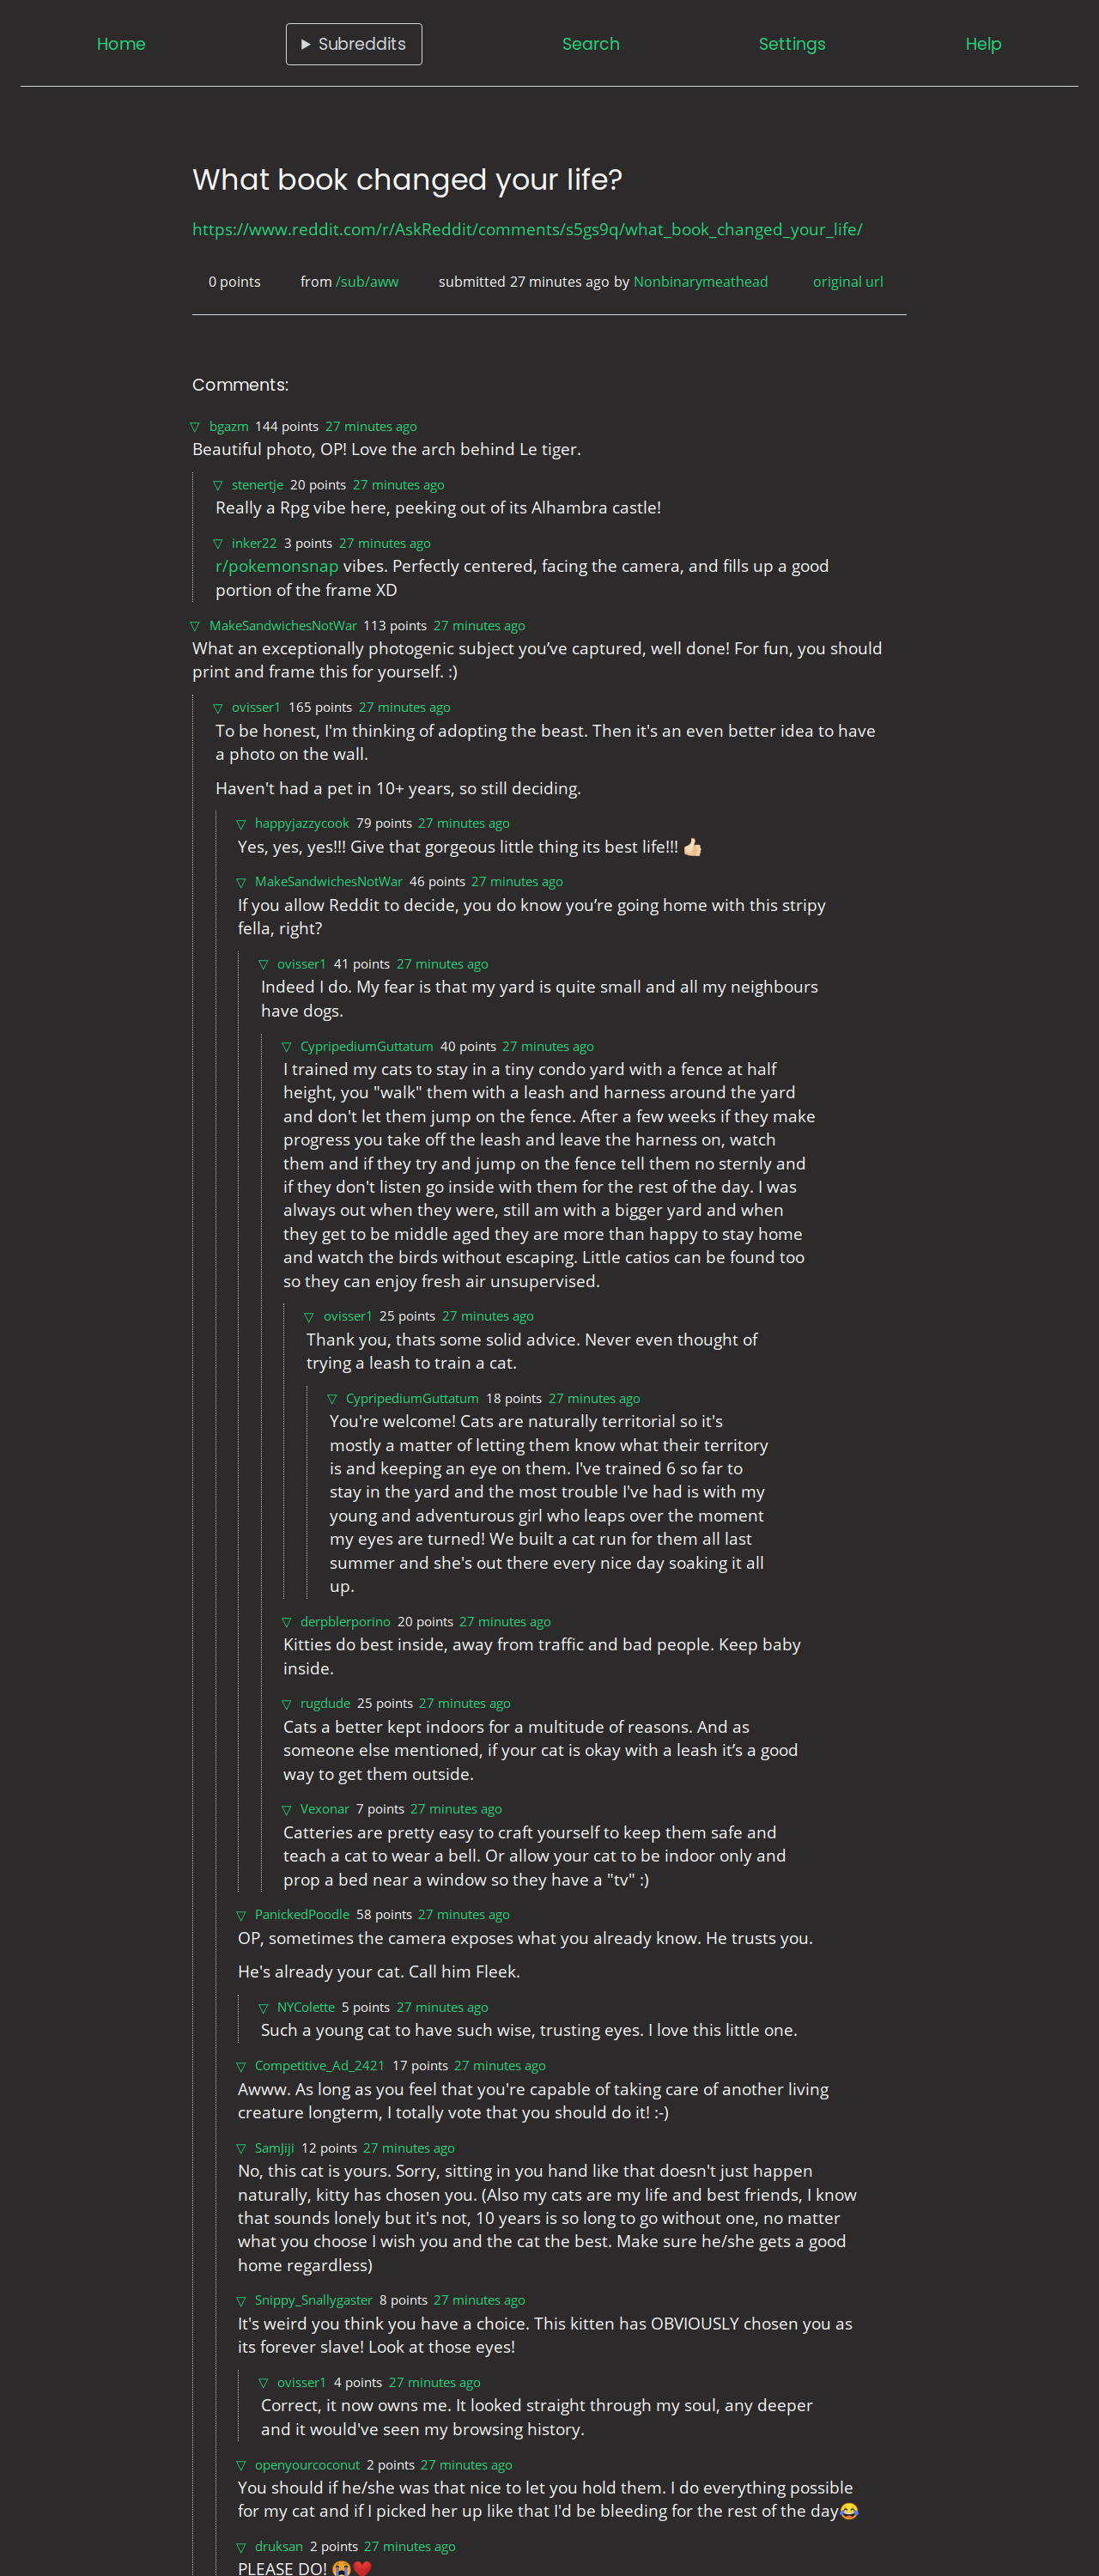 Home
▶ Subreddits
Search
Settings
Help
What book changed your life?
https://www.reddit.com/r/AskReddit/comments/s5gs9q/what_book_changed_your_life/
0 points from /sub/aww submitted 27 minutes ago by Nonbinarymeathead original url
Comments:
▽ bgazm 144 points 27 minutes ago
Beautiful photo, OP! Love the arch behind Le tiger.
▽ stenertje 20 points 27 minutes ago
Really a Rpg vibe here, peeking out of its Alhambra castle!
▽ inker22 3 points 27 minutes ago
r/pokemonsnap vibes. Perfectly centered, facing the camera, and fills up a good
portion of the frame XD
▽ MakeSandwichesNotWar 113 points 27 minutes ago
What an exceptionally photogenic subject you’ve captured, well done! For fun, you should
print and frame this for yourself. :)
▽ ovisser1 165 points 27 minutes ago
To be honest, I'm thinking of adopting the beast. Then it's an even better idea to have
a photo on the wall.
Haven't had a pet in 10+ years, so still deciding.
▽ happyjazzycook 79 points 27 minutes ago
Yes, yes, yes!!! Give that gorgeous little thing its best life!!! 👍🏻
▽ MakeSandwichesNotWar 46 points 27 minutes ago
If you allow Reddit to decide, you do know you’re going home with this stripy
fella, right?
▽ ovisser1 41 points 27 minutes ago
Indeed I do. My fear is that my yard is quite small and all my neighbours
have dogs.
▽ CypripediumGuttatum 40 points 27 minutes ago
I trained my cats to stay in a tiny condo yard with a fence at half
height, you "walk" them with a leash and harness around the yard
and don't let them jump on the fence. After a few weeks if they make
progress you take off the leash and leave the harness on, watch
them and if they try and jump on the fence tell them no sternly and
if they don't listen go inside with them for the rest of the day. I was
always out when they were, still am with a bigger yard and when
they get to be middle aged they are more than happy to stay home
and watch the birds without escaping. Little catios can be found too
so they can enjoy fresh air unsupervised.
▽ ovisser1 25 points 27 minutes ago
Thank you, thats some solid advice. Never even thought of
trying a leash to train a cat.
▽ CypripediumGuttatum 18 points 27 minutes ago
You're welcome! Cats are naturally territorial so it's
mostly a matter of letting them know what their territory
is and keeping an eye on them. I've trained 6 so far to
stay in the yard and the most trouble I've had is with my
young and adventurous girl who leaps over the moment
my eyes are turned! We built a cat run for them all last
summer and she's out there every nice day soaking it all
up.
▽ derpblerporino 20 points 27 minutes ago
Kitties do best inside, away from traffic and bad people. Keep baby
inside.
▽ rugdude 25 points 27 minutes ago
Cats a better kept indoors for a multitude of reasons. And as
someone else mentioned, if your cat is okay with a leash it’s a good
way to get them outside.
▽ Vexonar 7 points 27 minutes ago
Catteries are pretty easy to craft yourself to keep them safe and
teach a cat to wear a bell. Or allow your cat to be indoor only and
prop a bed near a window so they have a "tv" :)
▽ PanickedPoodle 58 points 27 minutes ago
OP, sometimes the camera exposes what you already know. He trusts you.
He's already your cat. Call him Fleek.
▽ NYColette 5 points 27 minutes ago
Such a young cat to have such wise, trusting eyes. I love this little one.
▽ Competitive_Ad_2421 17 points 27 minutes ago
Awww. As long as you feel that you're capable of taking care of another living
creature longterm, I totally vote that you should do it! :-)
▽ SamJiji 12 points 27 minutes ago
No, this cat is yours. Sorry, sitting in you hand like that doesn't just happen
naturally, kitty has chosen you. (Also my cats are my life and best friends, I know
that sounds lonely but it's not, 10 years is so long to go without one, no matter
what you choose I wish you and the cat the best. Make sure he/she gets a good
home regardless)
▽ Snippy_Snallygaster 8 points 27 minutes ago
It's weird you think you have a choice. This kitten has OBVIOUSLY chosen you as
its forever slave! Look at those eyes!
▽ ovisser1 4 points 27 minutes ago
Correct, it now owns me. It looked straight through my soul, any deeper
and it would've seen my browsing history.
▽ openyourcoconut 2 points 27 minutes ago
You should if he/she was that nice to let you hold them. I do everything possible
for my cat and if I picked her up like that I'd be bleeding for the rest of the day😂
▽ druksan 2 points 27 minutes ago
PLEASE DO! 😭❤️